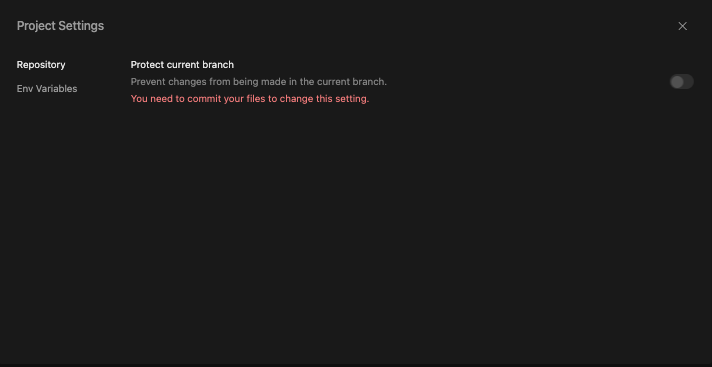 Project Settings
Repository
Env Variables
Protect current branch
Prevent changes from being made in the current branch.
You need to commit your files to change this setting.